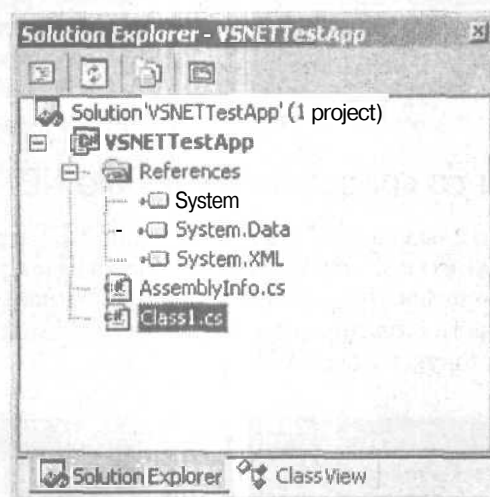 Solution Explorer - VSNETTestApp
Solution 'VSNETTestApp' (1 project)
VSNETTestApp
References
System
System.Data
System.XML
AssemblyInfo.cs
Class1.cs
Solution Explorer Class View